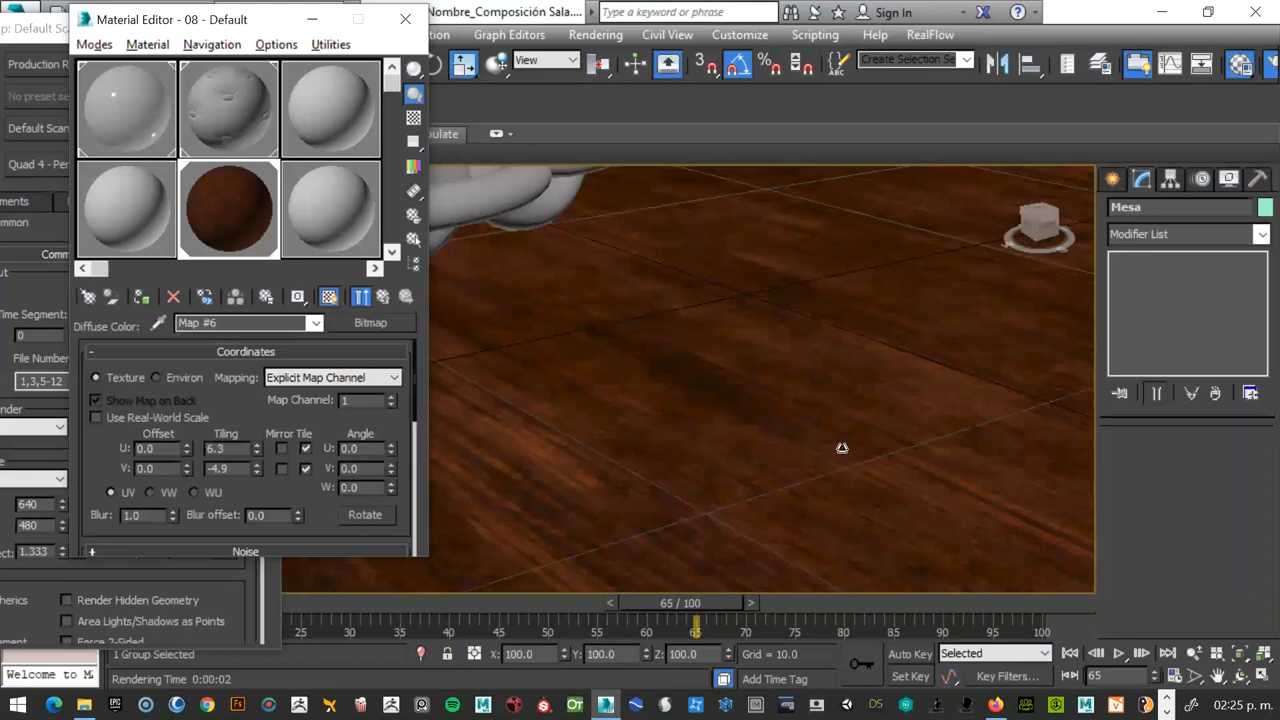 p: Default Sca
Material Editor - 08 - Default
Nombre_Composición Sala....
Type a keyword or phrase
Sign In
Modes Material Navigation Options Utilities
Graph Editors Rendering Civil View Customize Scripting Help RealFlow
Production R
View
Create Selection Se
No preset se
Default Scan
pulate
Quad 4 - Per
ments
mmon
Mesa
Modifier List
Comm
ut
Time Segment:
0
File Number
1,3,5-12
nder
640
480
ect: 1.333
Diffuse Color: Map #6 Bitmap
Coordinates
Texture Environ Mapping: Explicit Map Channel
Show Map on Back Map Channel: 1
Use Real-World Scale
Offset Tiling Mirror Tile Angle
U: 0.0 6.3 U: 0.0
V: 0.0 -4.9 V: 0.0
W: 0.0
UV VW WU
Blur: 1.0 Blur offset: 0.0 Rotate
Noise
pherics Render Hidden Geometry
Area Lights/Shadows as Points
Force 2-Sided
65 / 100
25 30 35 40 45 50 55 60 65 70 75 80 85 90 95 100
1 Group Selected X: 100.0 Y: 100.0 Z: 100.0 Grid = 10.0 Auto Key Selected
Welcome to M
Rendering Time 0:00:02 Add Time Tag Set Key Key Filters... 65
02:25 p. m.